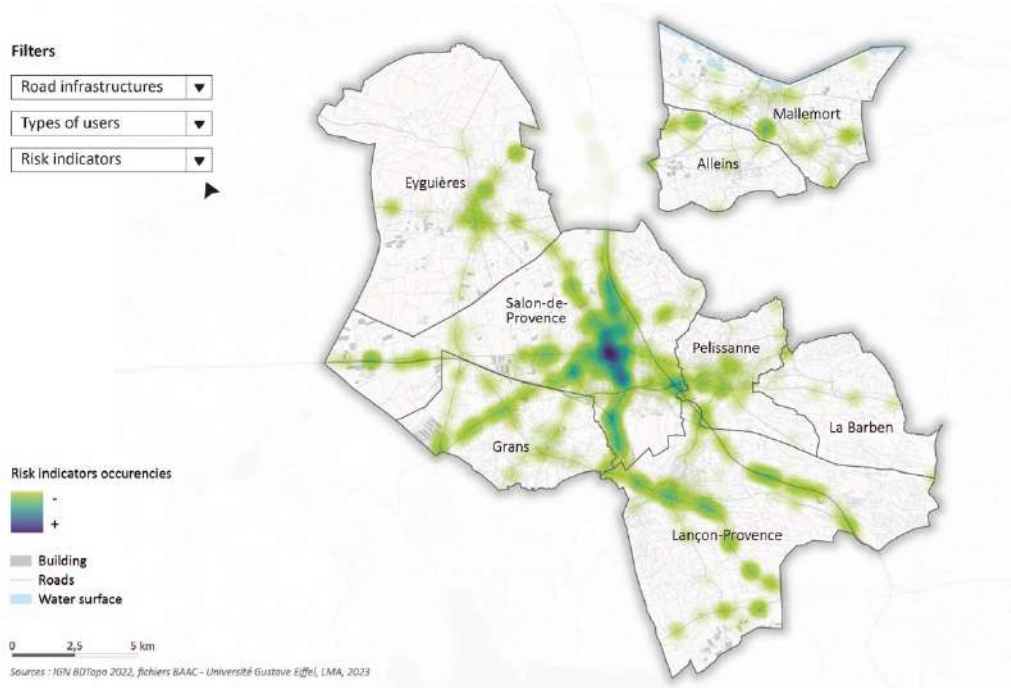 Filters
Road infrastructures
Types of users
Risk indicators
Mallemort
Alleins
Eyguières
Salon-de-
Provence
Pelissanne
La Barben
Grans
Lançon-Provence
Risk indicators occurencies
-
+
Building
Roads
Water surface
0 2,5 5 km
Sources : IGN BDTopo 2022, fichiers BAAC - Université Gustave Eiffel, LMA, 2023